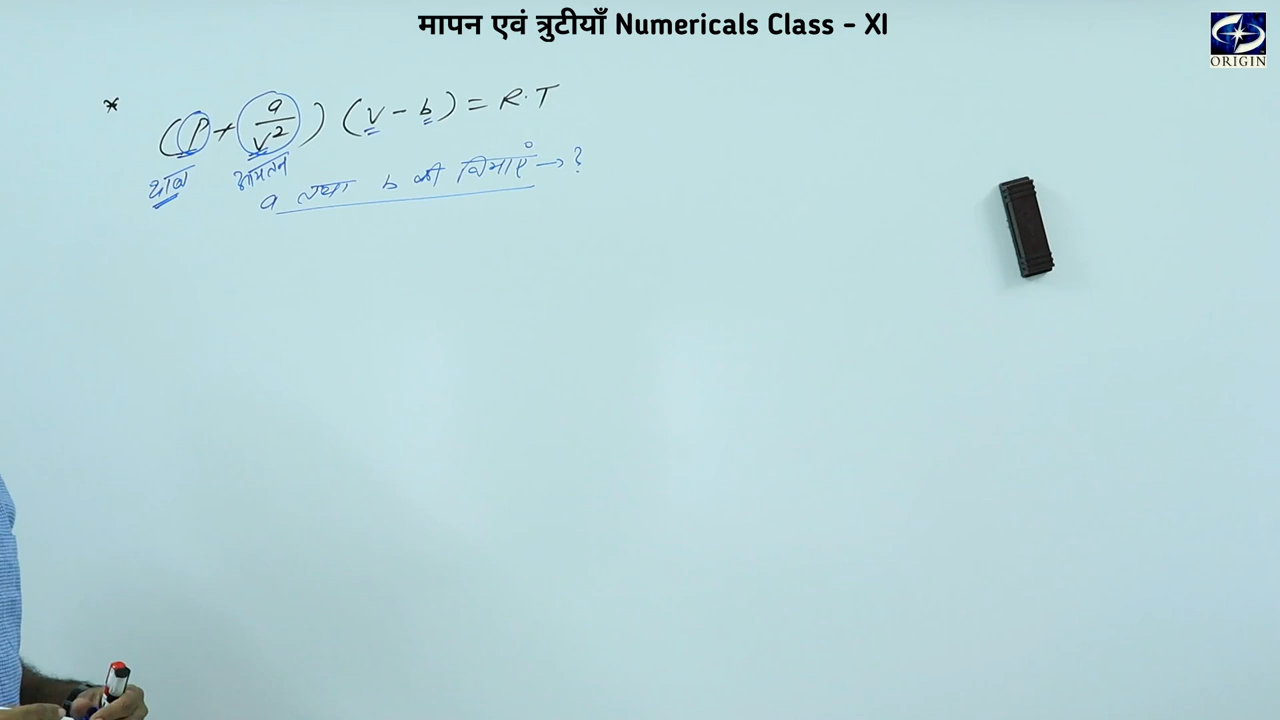 मापन एवं त्रुटीयाँ Numericals Class - XI
ORIGIN
* (P + a/V²) (V - b) = R.T
दाब आयतन
a तथा b की विमाएं → ?